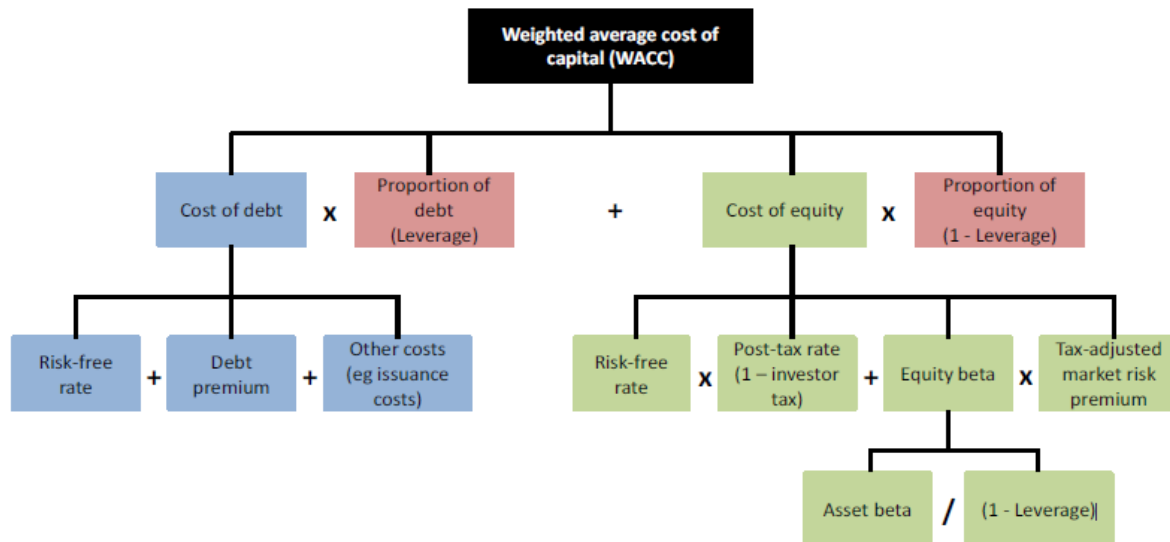 Weighted average cost of
capital (WACC)
Cost of debt
x
Proportion of
debt
(Leverage)
+
Cost of equity
x
Proportion of
equity
(1 - Leverage)
Risk-free
rate
+
Debt
premium
+
Other costs
(eg issuance
costs)
Risk-free
rate
x
Post-tax rate
(1 – investor
tax)
+
Equity beta
x
Tax-adjusted
market risk
premium
Asset beta
/
(1 - Leverage)